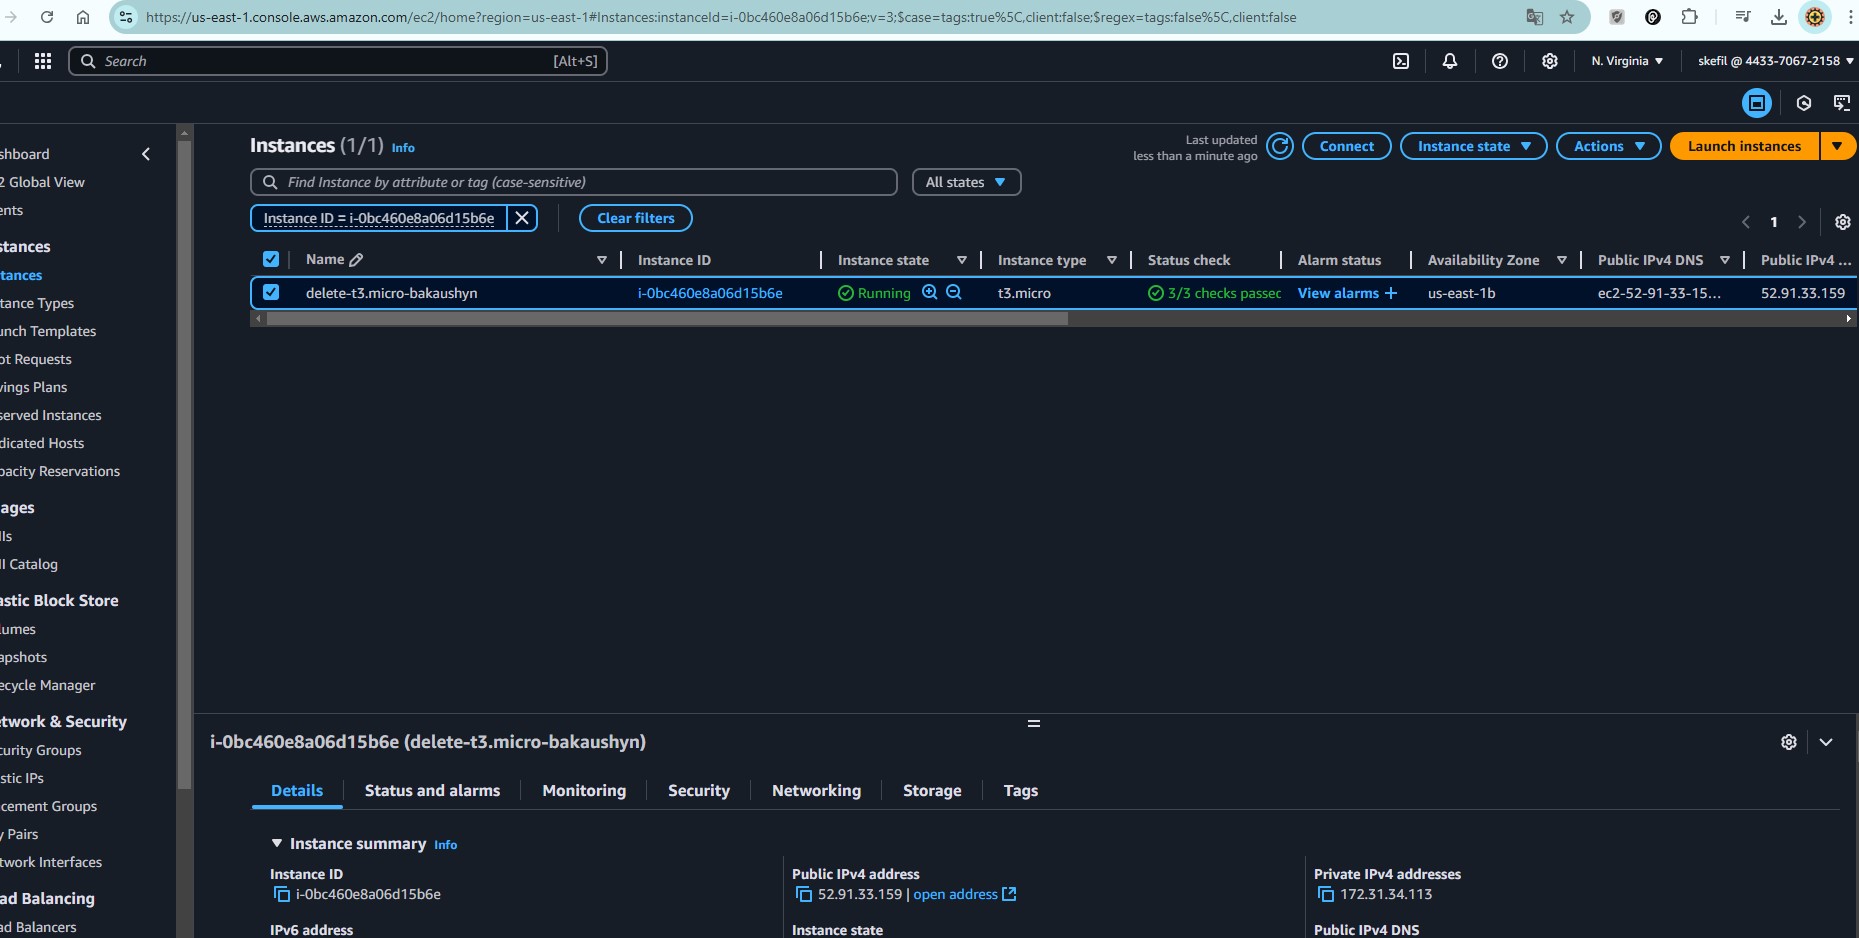 https://us-east-1.console.aws.amazon.com/ec2/home?region=us-east-1#Instances:instanceId=i-0bc460e8a06d15b6e;v=3;$case=tags:true%5C,client:false;$regex=tags:false%5C,client:false
Search [Alt+S] N. Virginia skefil @ 4433-7067-2158
shboard
2 Global View
ents
stances
tances
tance Types
unch Templates
ot Requests
vings Plans
served Instances
dicated Hosts
pacity Reservations
ages
IIs
II Catalog
astic Block Store
lumes
apshots
ecycle Manager
etwork & Security
curity Groups
stic IPs
cement Groups
y Pairs
twork Interfaces
ad Balancing
ad Balancers
Instances (1/1) Info
Last updated
less than a minute ago
Connect Instance state Actions Launch instances
Find Instance by attribute or tag (case-sensitive) All states
Instance ID = i-0bc460e8a06d15b6e Clear filters 1
Name Instance ID Instance state Instance type Status check Alarm status Availability Zone Public IPv4 DNS Public IPv4 ...
delete-t3.micro-bakaushyn i-0bc460e8a06d15b6e Running t3.micro 3/3 checks passec View alarms + us-east-1b ec2-52-91-33-15... 52.91.33.159
i-0bc460e8a06d15b6e (delete-t3.micro-bakaushyn)
Details Status and alarms Monitoring Security Networking Storage Tags
Instance summary Info
Instance ID
i-0bc460e8a06d15b6e
Public IPv4 address
52.91.33.159 | open address
Private IPv4 addresses
172.31.34.113
IPv6 address
Instance state
Public IPv4 DNS